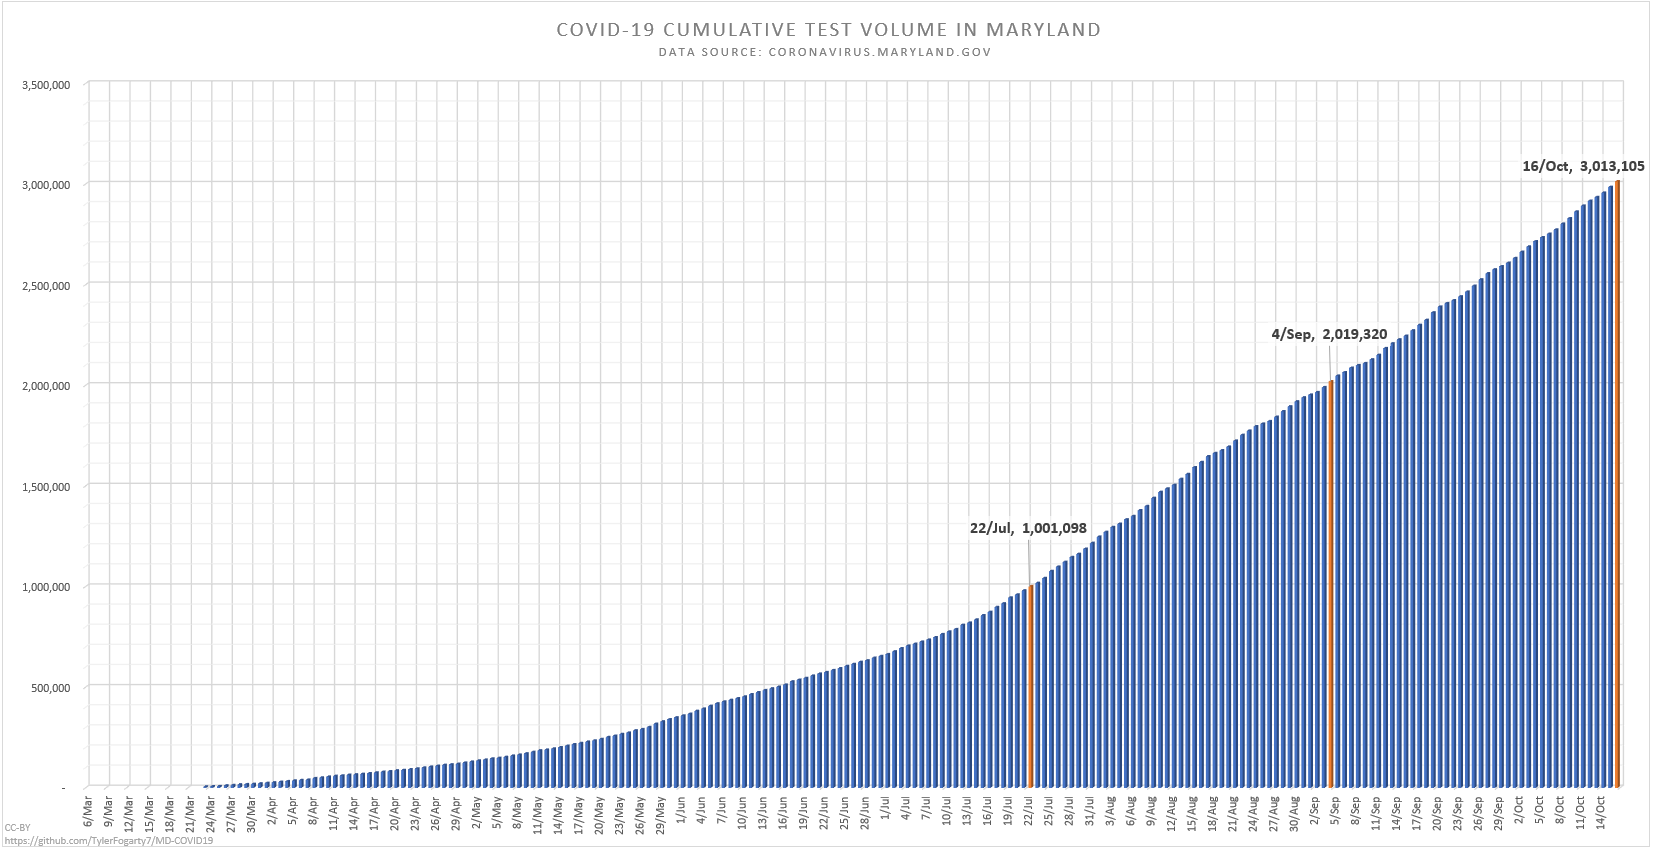 COVID-19 CUMULATIVE TEST VOLUME IN MARYLAND
DATA SOURCE: CORONAVIRUS.MARYLAND.GOV
3,500,000
3,000,000
2,500,000
2,000,000
1,500,000
1,000,000
500,000
-
16/Oct, 3,013,105
4/Sep, 2,019,320
22/Jul, 1,001,098
6/Mar
9/Mar
12/Mar
15/Mar
18/Mar
21/Mar
24/Mar
27/Mar
30/Mar
2/Apr
5/Apr
8/Apr
11/Apr
14/Apr
17/Apr
20/Apr
23/Apr
26/Apr
29/Apr
2/May
5/May
8/May
11/May
14/May
17/May
20/May
23/May
26/May
29/May
1/Jun
4/Jun
7/Jun
10/Jun
13/Jun
16/Jun
19/Jun
22/Jun
25/Jun
28/Jun
1/Jul
4/Jul
7/Jul
10/Jul
13/Jul
16/Jul
19/Jul
22/Jul
25/Jul
28/Jul
31/Jul
3/Aug
6/Aug
9/Aug
12/Aug
15/Aug
18/Aug
21/Aug
24/Aug
27/Aug
30/Aug
2/Sep
5/Sep
8/Sep
11/Sep
14/Sep
17/Sep
20/Sep
23/Sep
26/Sep
29/Sep
2/Oct
5/Oct
8/Oct
11/Oct
14/Oct
CC-BY
https://github.com/TylerFogarty7/MD-COVID19